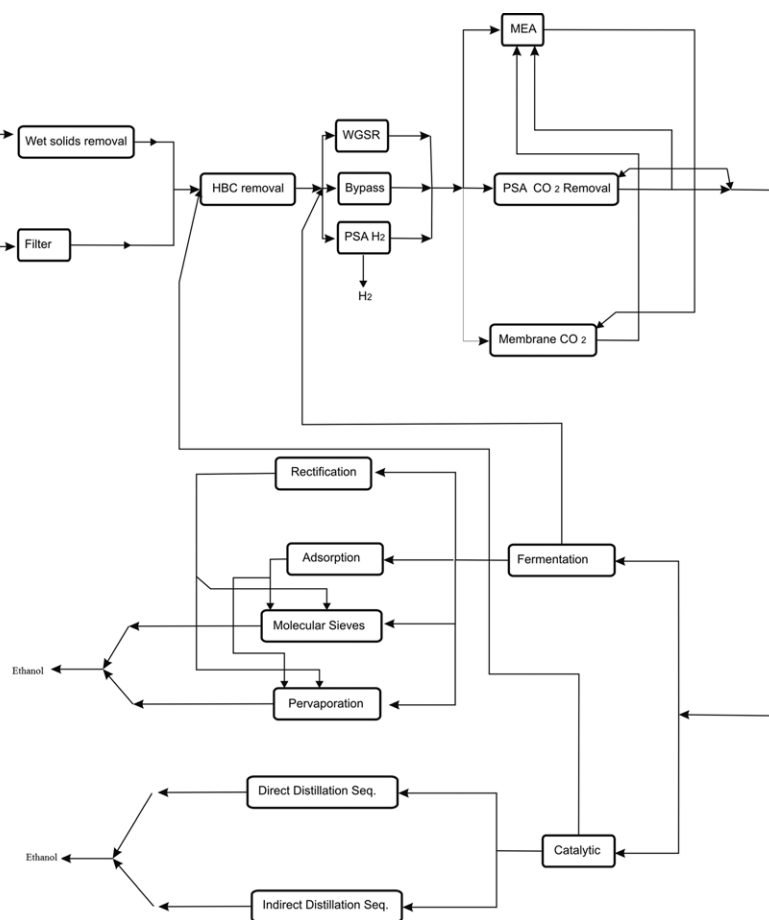 MEA
Wet solids removal
WGSR
HBC removal
Bypass
PSA CO 2 Removal
Filter
PSA H2
H2
Membrane CO 2
Rectification
Adsorption
Fermentation
Molecular Sieves
Ethanol
Pervaporation
Direct Distillation Seq.
Ethanol
Catalytic
Indirect Distillation Seq.